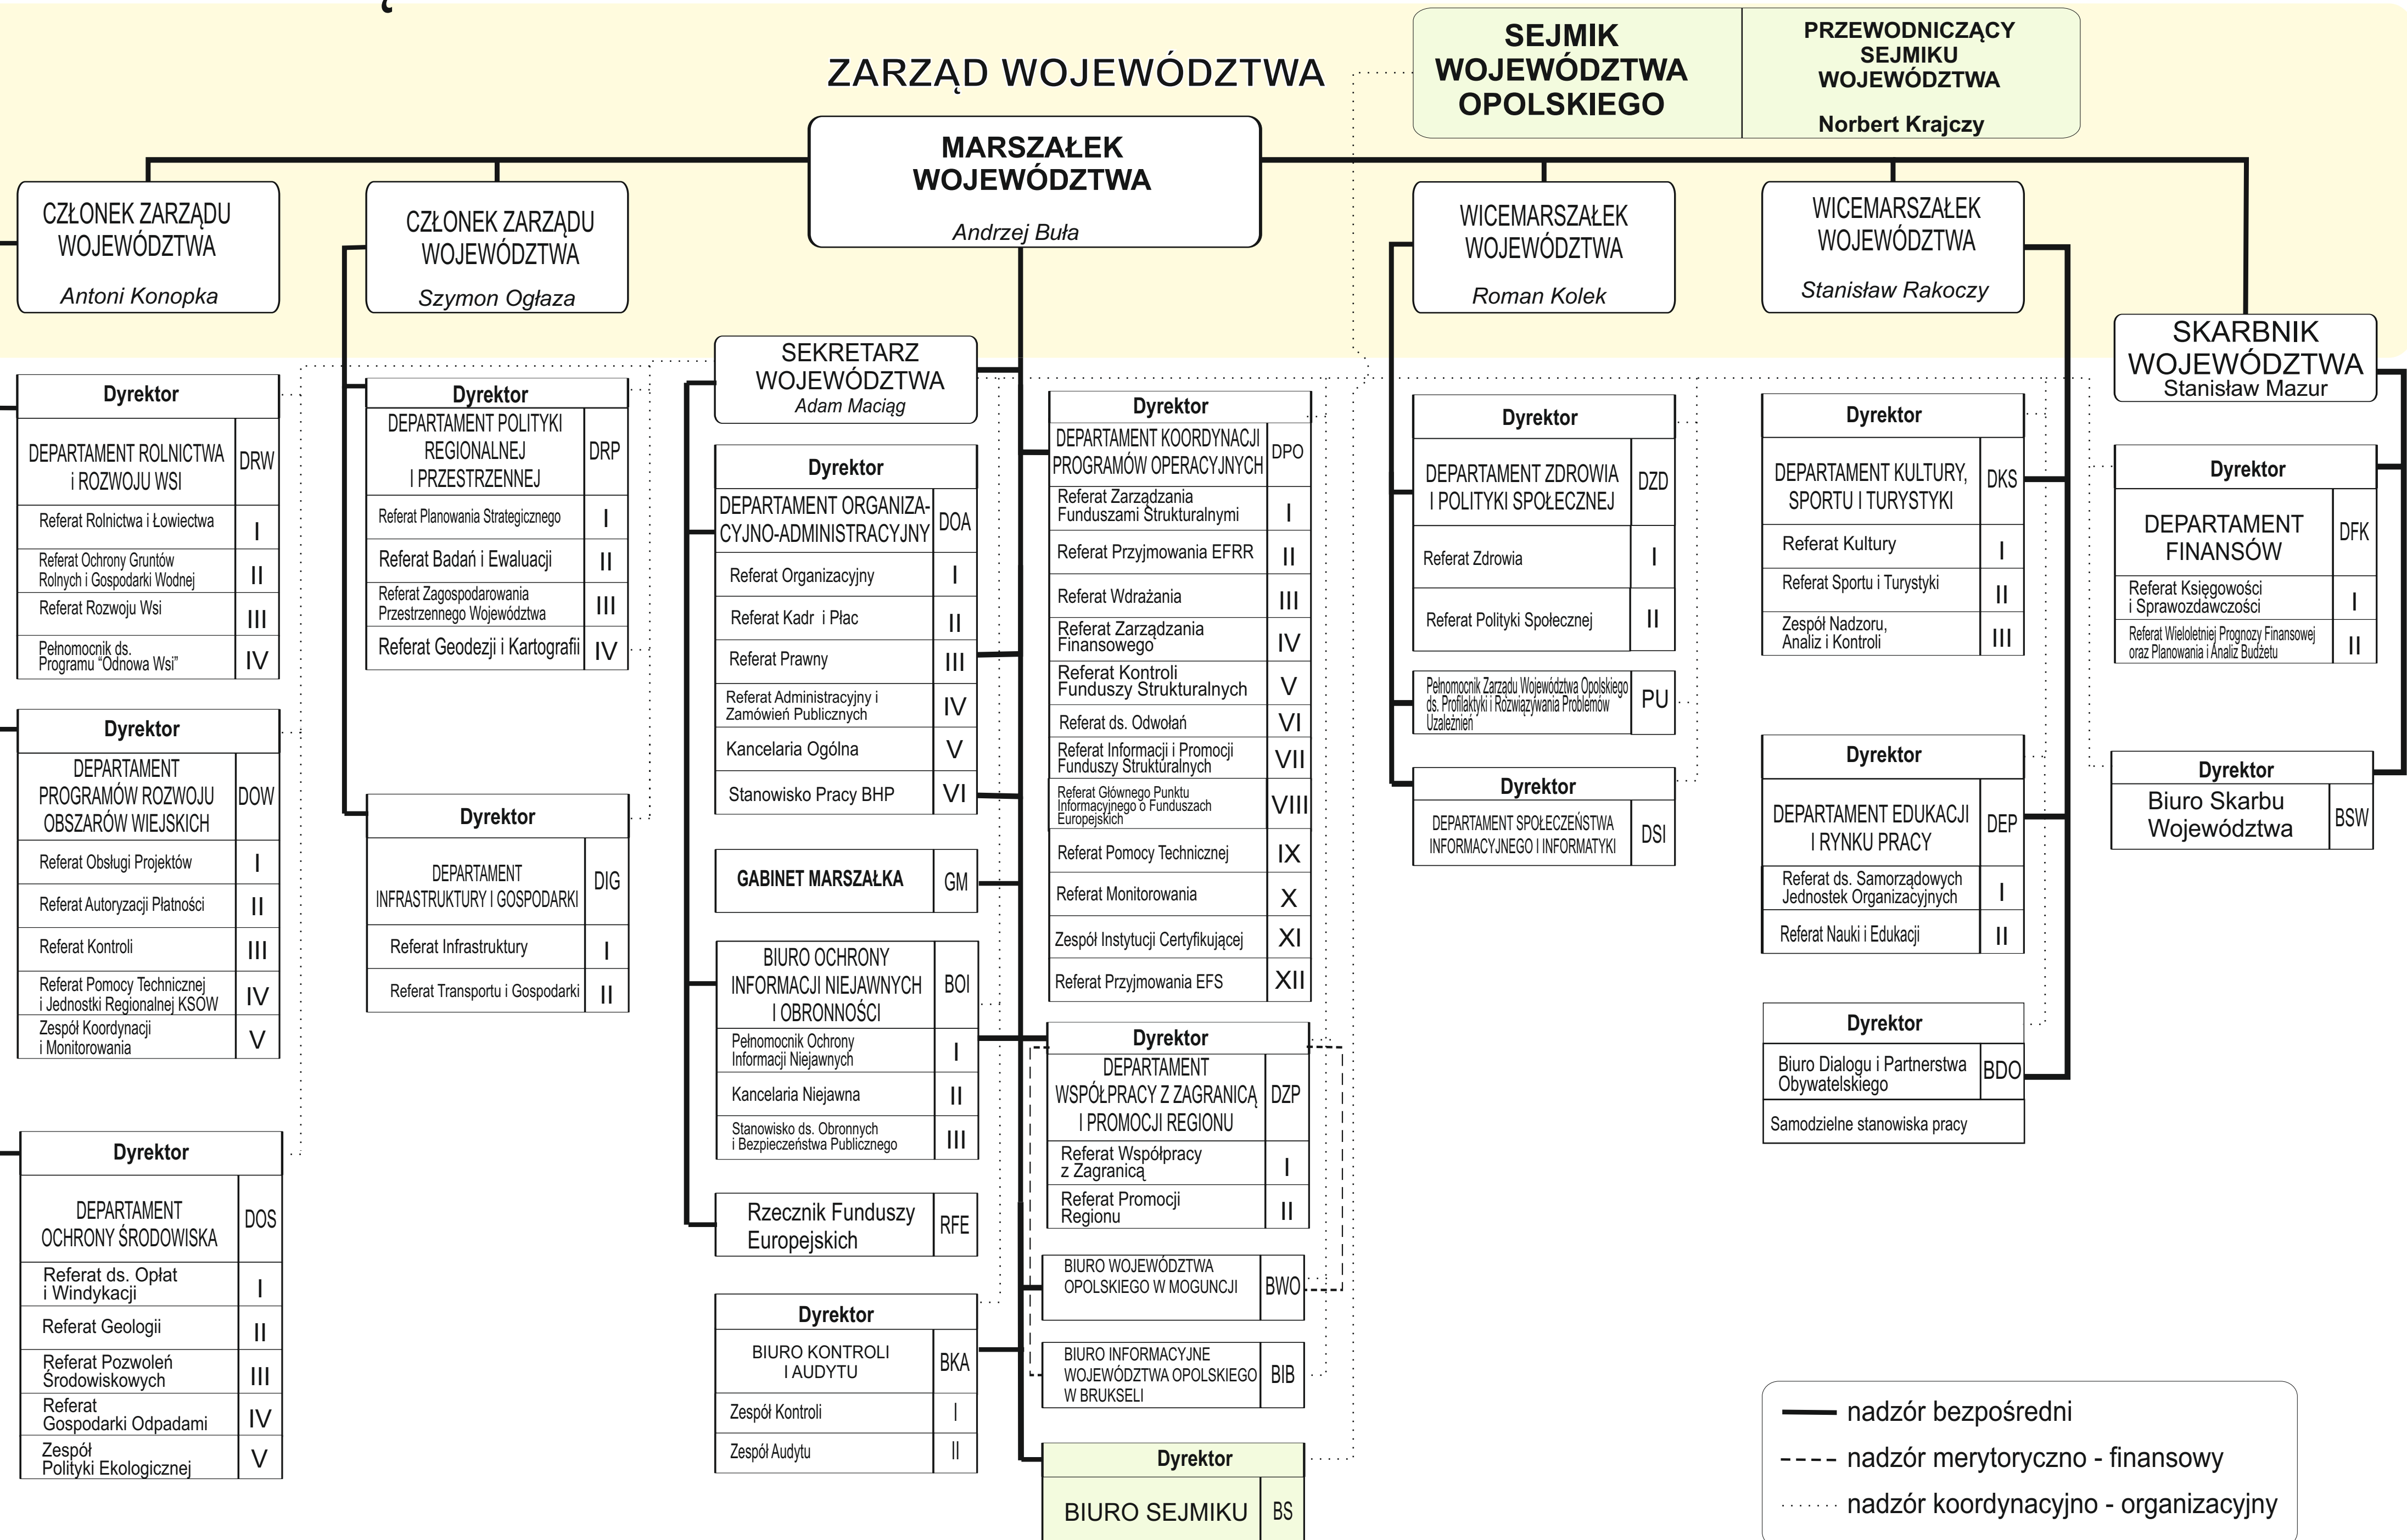 ZARZĄD WOJEWÓDZTWA
SEJMIK
WOJEWÓDZTWA
OPOLSKIEGO
PRZEWODNICZĄCY
SEJMIKU
WOJEWÓDZTWA
Norbert Krajczy
MARSZAŁEK
WOJEWÓDZTWA
Andrzej Buła
CZŁONEK ZARZĄDU
WOJEWÓDZTWA
Antoni Konopka
CZŁONEK ZARZĄDU
WOJEWÓDZTWA
Szymon Ogłaza
WICEMARSZAŁEK
WOJEWÓDZTWA
Roman Kolek
WICEMARSZAŁEK
WOJEWÓDZTWA
Stanisław Rakoczy
SKARBNIK
WOJEWÓDZTWA
Stanisław Mazur
SEKRETARZ
WOJEWÓDZTWA
Adam Maciąg
Dyrektor
DEPARTAMENT ROLNICTWA
i ROZWOJU WSI
DRW
Referat Rolnictwa i Łowiectwa
I
Referat Ochrony Gruntów
Rolnych i Gospodarki Wodnej
II
Referat Rozwoju Wsi
III
Pełnomocnik ds.
Programu “Odnowa Wsi”
IV
Dyrektor
DEPARTAMENT
PROGRAMÓW ROZWOJU
OBSZARÓW WIEJSKICH
DOW
Referat Obsługi Projektów
I
Referat Autoryzacji Płatności
II
Referat Kontroli
III
Referat Pomocy Technicznej
i Jednostki Regionalnej KSOW
IV
Zespół Koordynacji
i Monitorowania
V
Dyrektor
DEPARTAMENT
OCHRONY ŚRODOWISKA
DOS
Referat ds. Opłat
i Windykacji
I
Referat Geologii
II
Referat Pozwoleń
Środowiskowych
III
Referat
Gospodarki Odpadami
IV
Zespół
Polityki Ekologicznej
V
Dyrektor
DEPARTAMENT POLITYKI
REGIONALNEJ
I PRZESTRZENNEJ
DRP
Referat Planowania Strategicznego
I
Referat Badań i Ewaluacji
II
Referat Zagospodarowania
Przestrzennego Województwa
III
Referat Geodezji i Kartografii
IV
Dyrektor
DEPARTAMENT
INFRASTRUKTURY I GOSPODARKI
DIG
Referat Infrastruktury
I
Referat Transportu i Gospodarki
II
Dyrektor
DEPARTAMENT ORGANIZA-
CYJNO-ADMINISTRACYJNY
DOA
Referat Organizacyjny
I
Referat Kadr i Płac
II
Referat Prawny
III
Referat Administracyjny i
Zamówień Publicznych
IV
Kancelaria Ogólna
V
Stanowisko Pracy BHP
VI
GABINET MARSZAŁKA
GM
BIURO OCHRONY
INFORMACJI NIEJAWNYCH
I OBRONNOŚCI
BOI
Pełnomocnik Ochrony
Informacji Niejawnych
I
Kancelaria Niejawna
II
Stanowisko ds. Obronnych
i Bezpieczeństwa Publicznego
III
Rzecznik Funduszy
Europejskich
RFE
Dyrektor
BIURO KONTROLI
I AUDYTU
BKA
Zespół Kontroli
I
Zespół Audytu
II
Dyrektor
DEPARTAMENT KOORDYNACJI
PROGRAMÓW OPERACYJNYCH
DPO
Referat Zarządzania
Funduszami Strukturalnymi
I
Referat Przyjmowania EFRR
II
Referat Wdrażania
III
Referat Zarządzania
Finansowego
IV
Referat Kontroli
Funduszy Strukturalnych
V
Referat ds. Odwołań
VI
Referat Informacji i Promocji
Funduszy Strukturalnych
VII
Referat Głównego Punktu
Informacyjnego o Funduszach
Europejskich
VIII
Referat Pomocy Technicznej
IX
Referat Monitorowania
X
Zespół Instytucji Certyfikującej
XI
Referat Przyjmowania EFS
XII
Dyrektor
DEPARTAMENT
WSPÓŁPRACY Z ZAGRANICĄ
I PROMOCJI REGIONU
DZP
Referat Współpracy
z Zagranicą
I
Referat Promocji
Regionu
II
BIURO WOJEWÓDZTWA
OPOLSKIEGO W MOGUNCJI
BWO
BIURO INFORMACYJNE
WOJEWÓDZTWA OPOLSKIEGO
W BRUKSELI
BIB
Dyrektor
BIURO SEJMIKU
BS
Dyrektor
DEPARTAMENT ZDROWIA
I POLITYKI SPOŁECZNEJ
DZD
Referat Zdrowia
I
Referat Polityki Społecznej
II
Pełnomocnik Zarządu Województwa Opolskiego
ds. Profilaktyki i Rozwiązywania Problemów
Uzależnień
PU
Dyrektor
DEPARTAMENT SPOŁECZEŃSTWA
INFORMACYJNEGO I INFORMATYKI
DSI
Dyrektor
DEPARTAMENT KULTURY,
SPORTU I TURYSTYKI
DKS
Referat Kultury
I
Referat Sportu i Turystyki
II
Zespół Nadzoru,
Analiz i Kontroli
III
Dyrektor
DEPARTAMENT EDUKACJI
I RYNKU PRACY
DEP
Referat ds. Samorządowych
Jednostek Organizacyjnych
I
Referat Nauki i Edukacji
II
Dyrektor
Biuro Dialogu i Partnerstwa
Obywatelskiego
BDO
Samodzielne stanowiska pracy
Dyrektor
DEPARTAMENT
FINANSÓW
DFK
Referat Księgowości
i Sprawozdawczości
I
Referat Wieloletniej Prognozy Finansowej
oraz Planowania i Analiz Budżetu
II
Dyrektor
Biuro Skarbu
Województwa
BSW
nadzór bezpośredni
nadzór merytoryczno - finansowy
nadzór koordynacyjno - organizacyjny